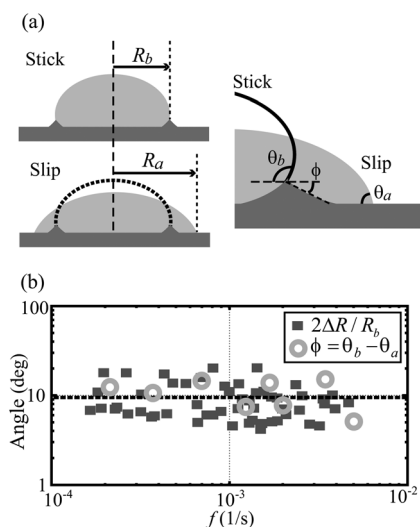 (a)
Stick
R_b
Slip
R_a
Stick
θ_b
ϕ
Slip
θ_a
(b)
Angle (deg)
100
10
1
2ΔR / R_b
ϕ = θ_b − θ_a
10^-4
10^-3
10^-2
f (1/s)